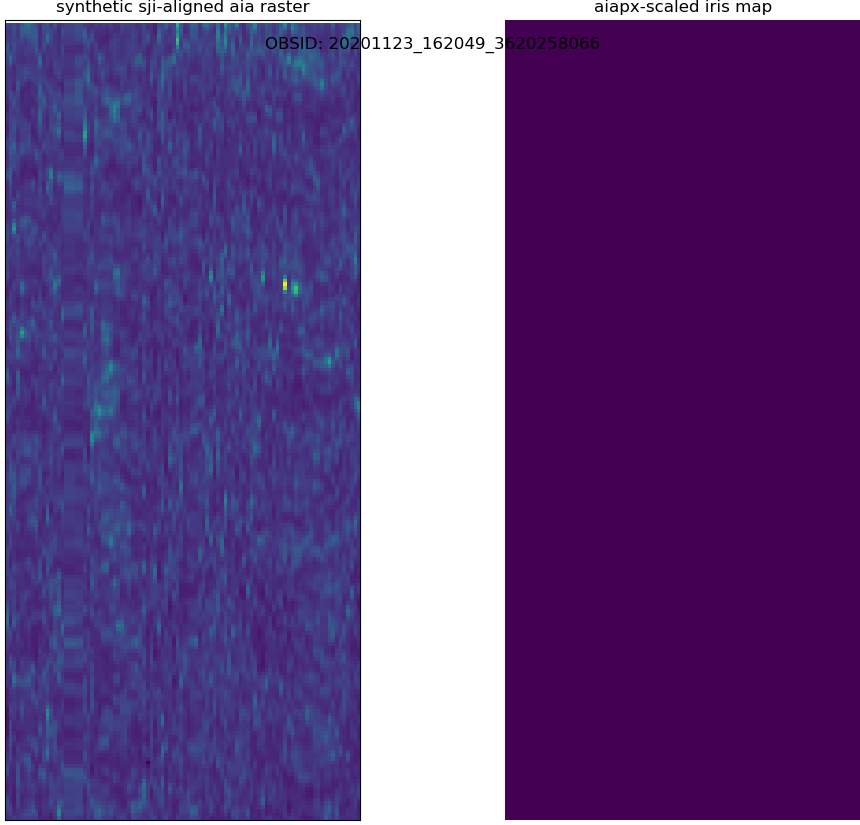 synthetic sji-aligned aia raster
aiapx-scaled iris map
OBSID: 20201123_162049_3620258066